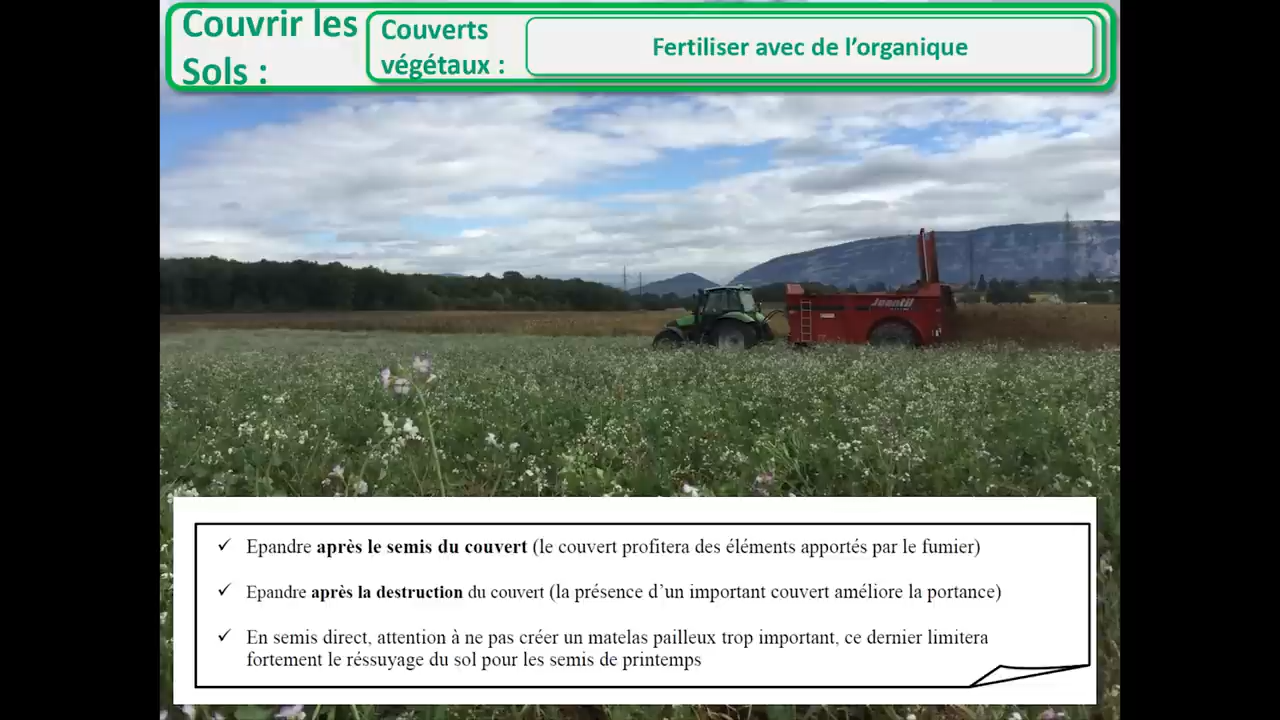 Couvrir les
Sols :
Couverts
végétaux :
Fertiliser avec de l’organique
Jeantil
✓ Epandre après le semis du couvert (le couvert profitera des éléments apportés par le fumier)
✓ Epandre après la destruction du couvert (la présence d’un important couvert améliore la portance)
✓ En semis direct, attention à ne pas créer un matelas pailleux trop important, ce dernier limitera
fortement le réssuyage du sol pour les semis de printemps